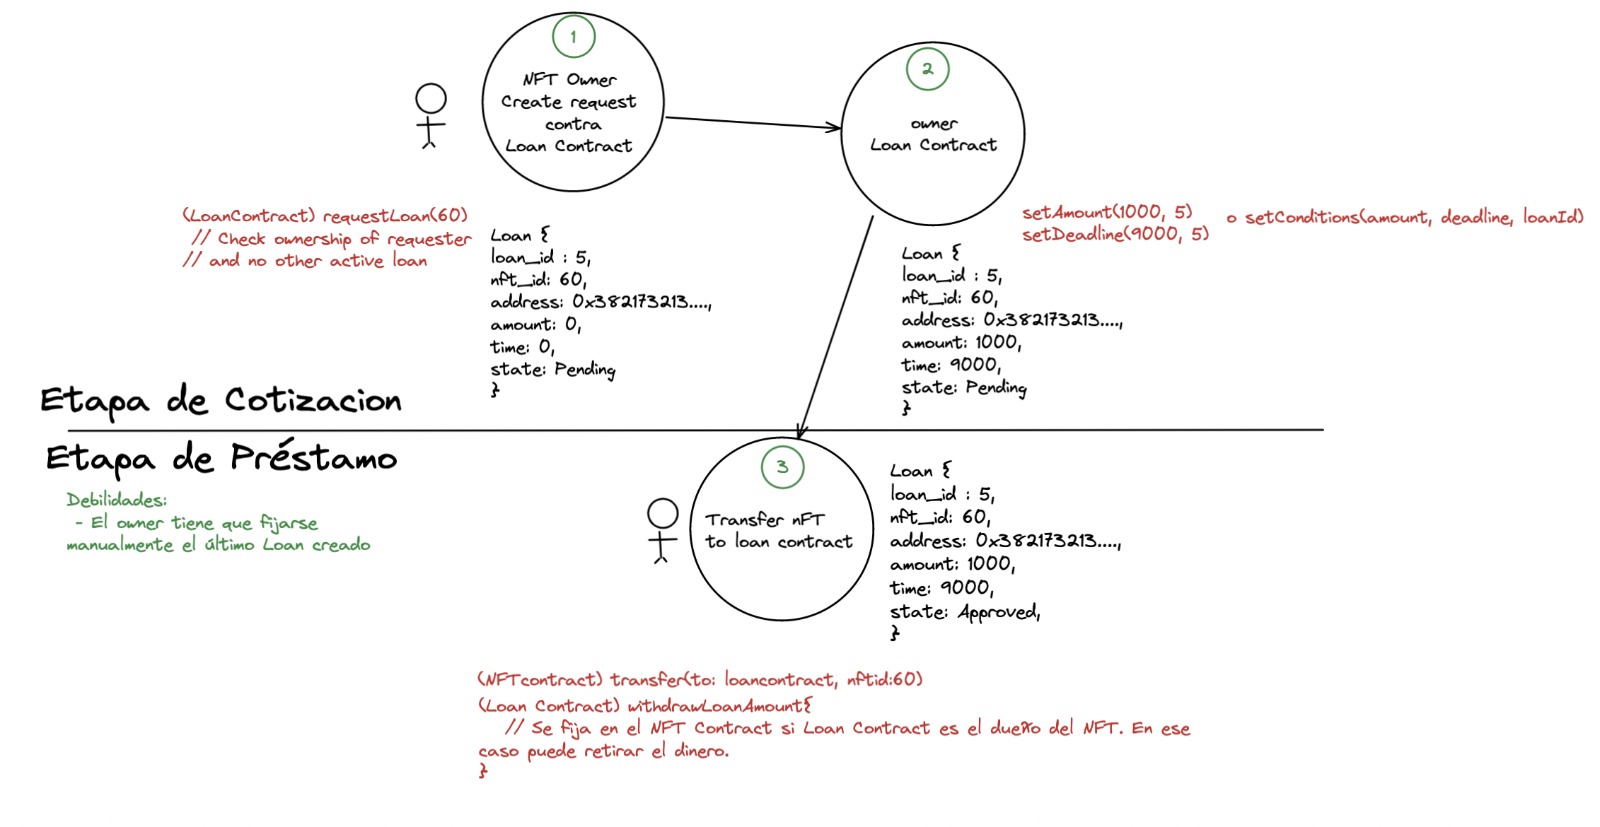 1
NFT Owner
Create request
contra
Loan Contract
2
owner
Loan Contract
(LoanContract) requestLoan(60)
// Check ownership of requester
// and no other active loan
Loan {
loan_id : 5,
nft_id: 60,
address: 0x382173213....,
amount: 0,
time: 0,
state: Pending
}
setAmount(1000, 5)
setDeadline(9000, 5)
o setConditions(amount, deadline, loanId)
Loan {
loan_id : 5,
nft_id: 60,
address: 0x382173213....,
amount: 1000,
time: 9000,
state: Pending
}
Etapa de Cotizacion
Etapa de Préstamo
Debilidades:
- El owner tiene que fijarse
manualmente el último Loan creado
3
Transfer nFT
to loan contract
Loan {
loan_id : 5,
nft_id: 60,
address: 0x382173213....,
amount: 1000,
time: 9000,
state: Approved,
}
(NFTcontract) transfer(to: loancontract, nftid:60)
(Loan Contract) withdrawLoanAmount{
// Se fija en el NFT Contract si Loan Contract es el dueño del NFT. En ese
caso puede retirar el dinero.
}